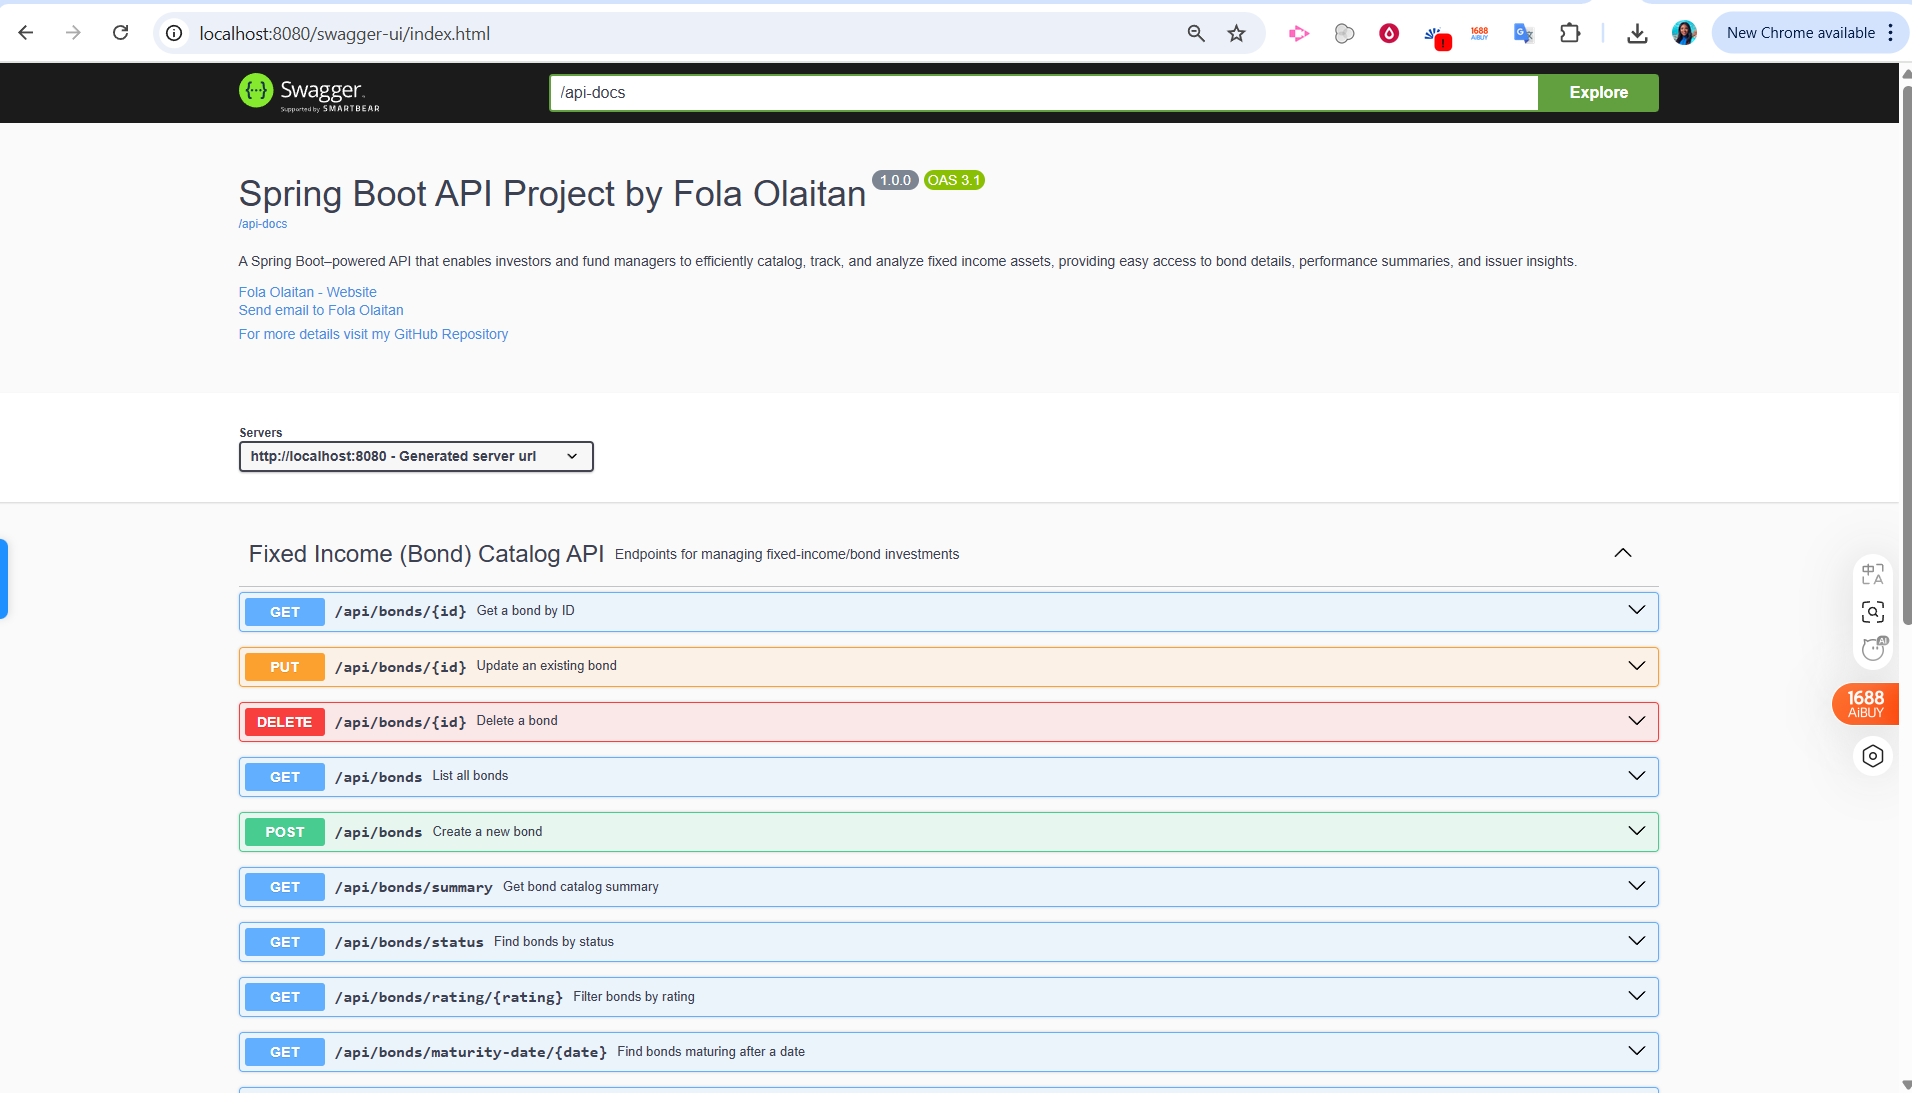 localhost:8080/swagger-ui/index.html
1688
AiBUY
New Chrome available
Swagger.
Supported by SMARTBEAR
/api-docs
Explore
Spring Boot API Project by Fola Olaitan 1.0.0 OAS 3.1
/api-docs
A Spring Boot–powered API that enables investors and fund managers to efficiently catalog, track, and analyze fixed income assets, providing easy access to bond details, performance summaries, and issuer insights.
Fola Olaitan - Website
Send email to Fola Olaitan
For more details visit my GitHub Repository
Servers
http://localhost:8080 - Generated server url
Fixed Income (Bond) Catalog API Endpoints for managing fixed-income/bond investments
GET /api/bonds/{id} Get a bond by ID
PUT /api/bonds/{id} Update an existing bond
DELETE /api/bonds/{id} Delete a bond
GET /api/bonds List all bonds
POST /api/bonds Create a new bond
GET /api/bonds/summary Get bond catalog summary
GET /api/bonds/status Find bonds by status
GET /api/bonds/rating/{rating} Filter bonds by rating
GET /api/bonds/maturity-date/{date} Find bonds maturing after a date
中 A
AI
1688
AiBUY